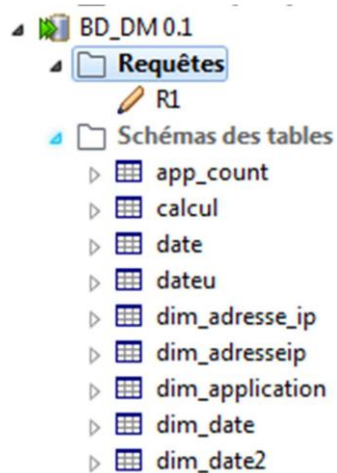 BD_DM 0.1
Requêtes
R1
Schémas des tables
app_count
calcul
date
dateu
dim_adresse_ip
dim_adresseip
dim_application
dim_date
dim_date2